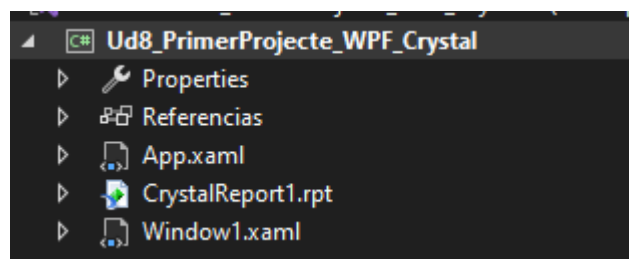 C# Ud8_PrimerProjecte_WPF_Crystal
Properties
Referencias
App.xaml
CrystalReport1.rpt
Window1.xaml